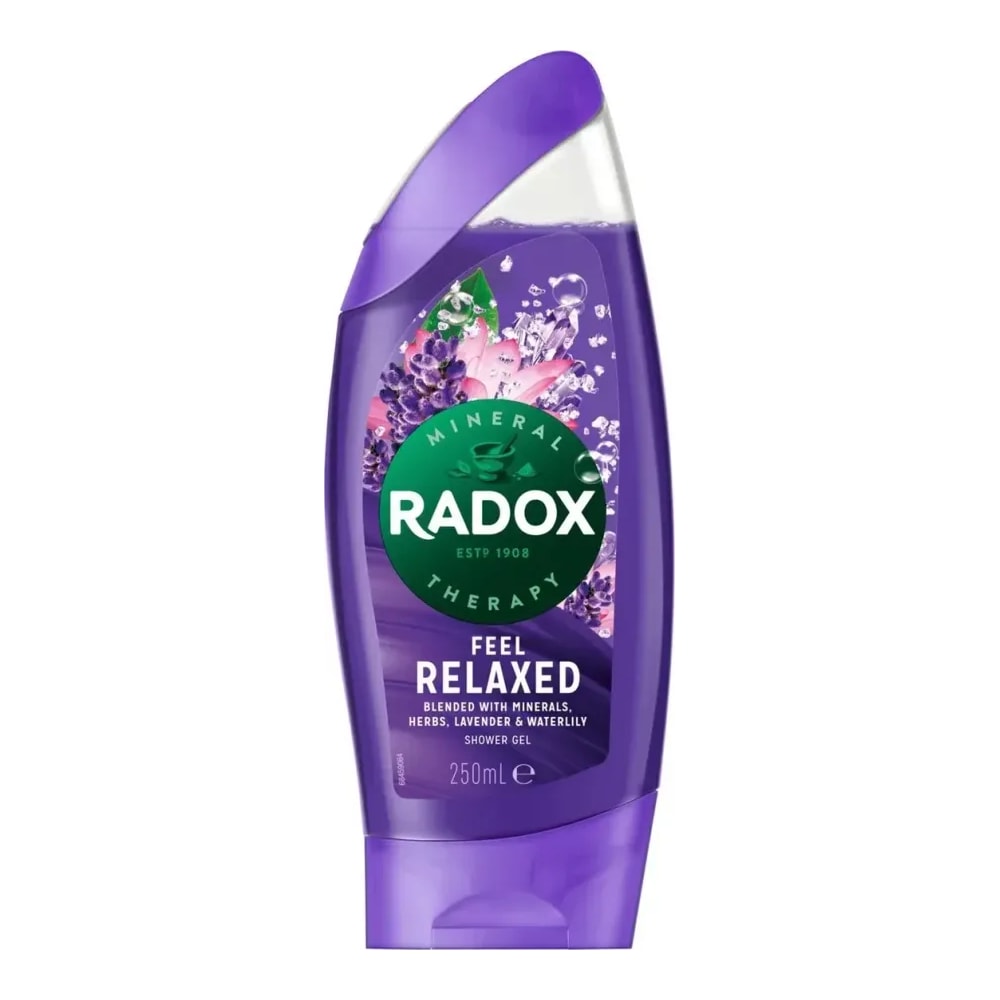 MINERAL
RADOX
ESTD 1908
THERAPY
FEEL
RELAXED
BLENDED WITH MINERALS,
HERBS, LAVENDER & WATERLILY
SHOWER GEL
250mL ℮